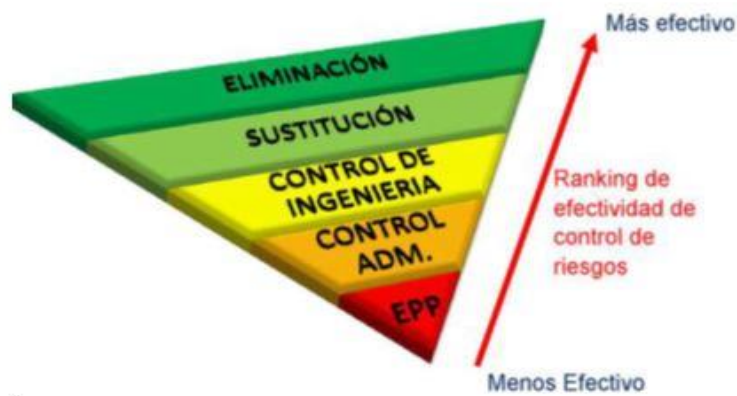 Más efectivo
ELIMINACIÓN
SUSTITUCIÓN
CONTROL DE
INGENIERIA
CONTROL
ADM.
EPP
Ranking de
efectividad de
control de
riesgos
Menos Efectivo